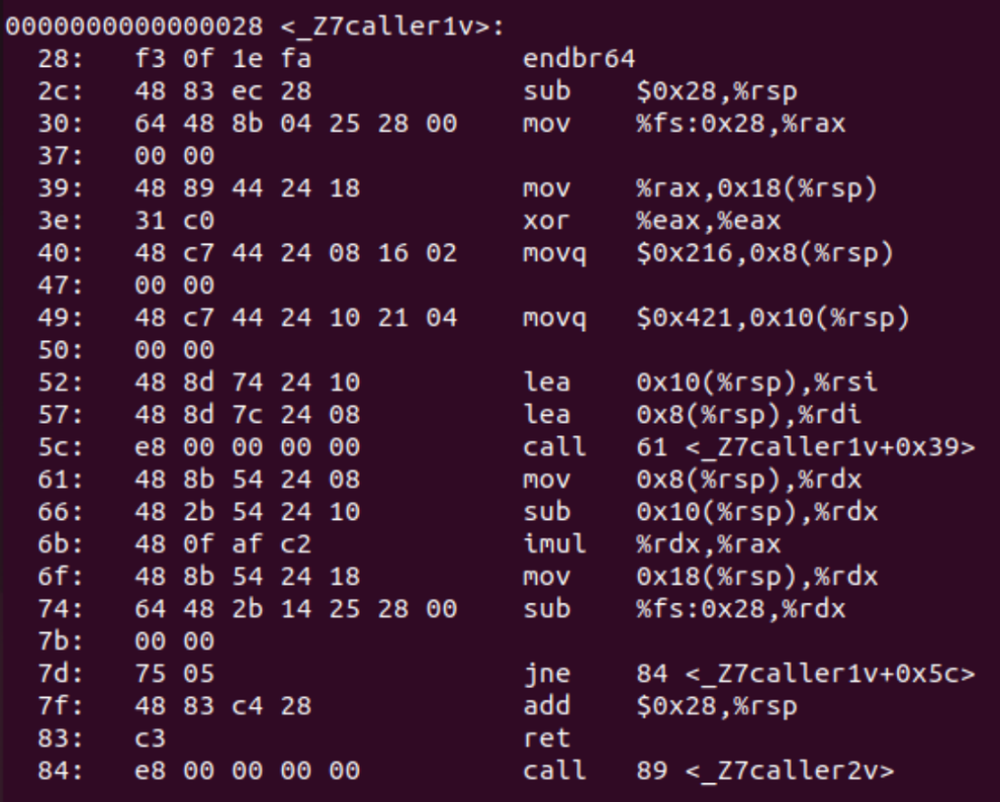 0000000000000028 <_Z7caller1v>:
28: f3 0f 1e fa endbr64
2c: 48 83 ec 28 sub $0x28,%rsp
30: 64 48 8b 04 25 28 00 mov %fs:0x28,%rax
37: 00 00
39: 48 89 44 24 18 mov %rax,0x18(%rsp)
3e: 31 c0 xor %eax,%eax
40: 48 c7 44 24 08 16 02 movq $0x216,0x8(%rsp)
47: 00 00
49: 48 c7 44 24 10 21 04 movq $0x421,0x10(%rsp)
50: 00 00
52: 48 8d 74 24 10 lea 0x10(%rsp),%rsi
57: 48 8d 7c 24 08 lea 0x8(%rsp),%rdi
5c: e8 00 00 00 00 call 61 <_Z7caller1v+0x39>
61: 48 8b 54 24 08 mov 0x8(%rsp),%rdx
66: 48 2b 54 24 10 sub 0x10(%rsp),%rdx
6b: 48 0f af c2 imul %rdx,%rax
6f: 48 8b 54 24 18 mov 0x18(%rsp),%rdx
74: 64 48 2b 14 25 28 00 sub %fs:0x28,%rdx
7b: 00 00
7d: 75 05 jne 84 <_Z7caller1v+0x5c>
7f: 48 83 c4 28 add $0x28,%rsp
83: c3 ret
84: e8 00 00 00 00 call 89 <_Z7caller2v>